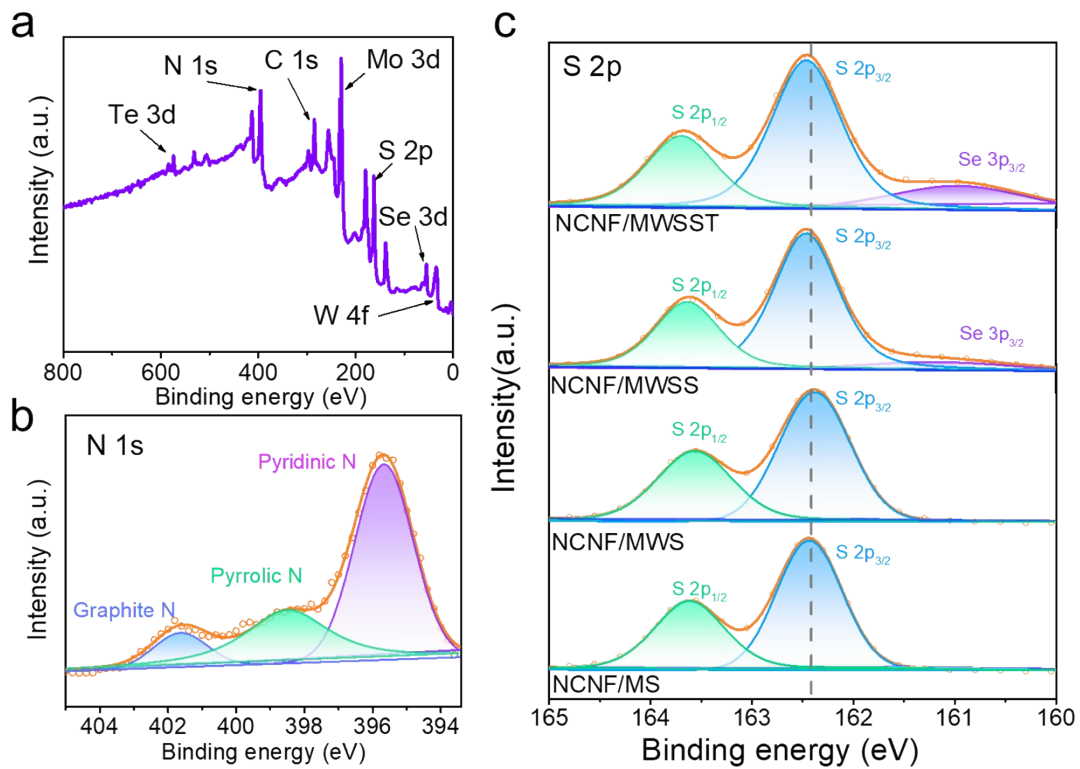 a
N 1s
C 1s
Mo 3d
Te 3d
S 2p
Se 3d
W 4f
Intensity (a.u.)
800 600 400 200 0
Binding energy (eV)
b
N 1s
Pyridinic N
Pyrrolic N
Graphite N
Intensity (a.u.)
404 402 400 398 396 394
Binding energy (eV)
c
S 2p
S 2p3/2
S 2p1/2
Se 3p3/2
NCNF/MWSST
S 2p3/2
S 2p1/2
Se 3p3/2
NCNF/MWSS
S 2p3/2
S 2p1/2
NCNF/MWS
S 2p3/2
S 2p1/2
NCNF/MS
Intensity(a.u.)
165 164 163 162 161 160
Binding energy (eV)